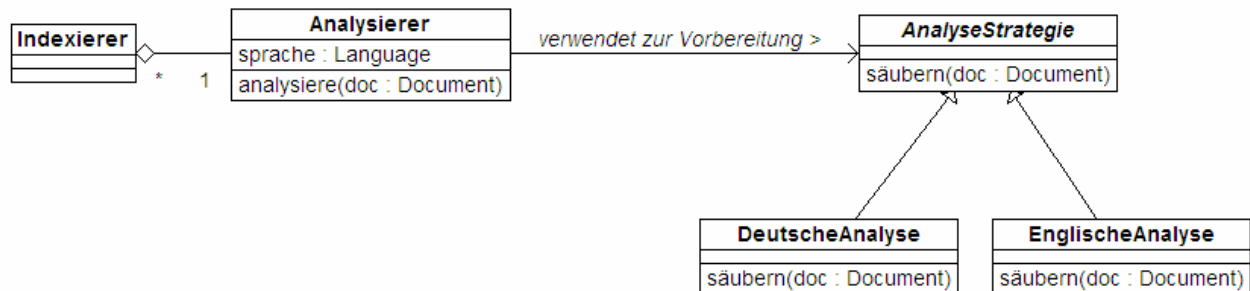 Indexierer
* 1
Analysierer
sprache : Language
analysiere(doc : Document)
verwendet zur Vorbereitung >
AnalyseStrategie
säubern(doc : Document)
DeutscheAnalyse
säubern(doc : Document)
EnglischeAnalyse
säubern(doc : Document)